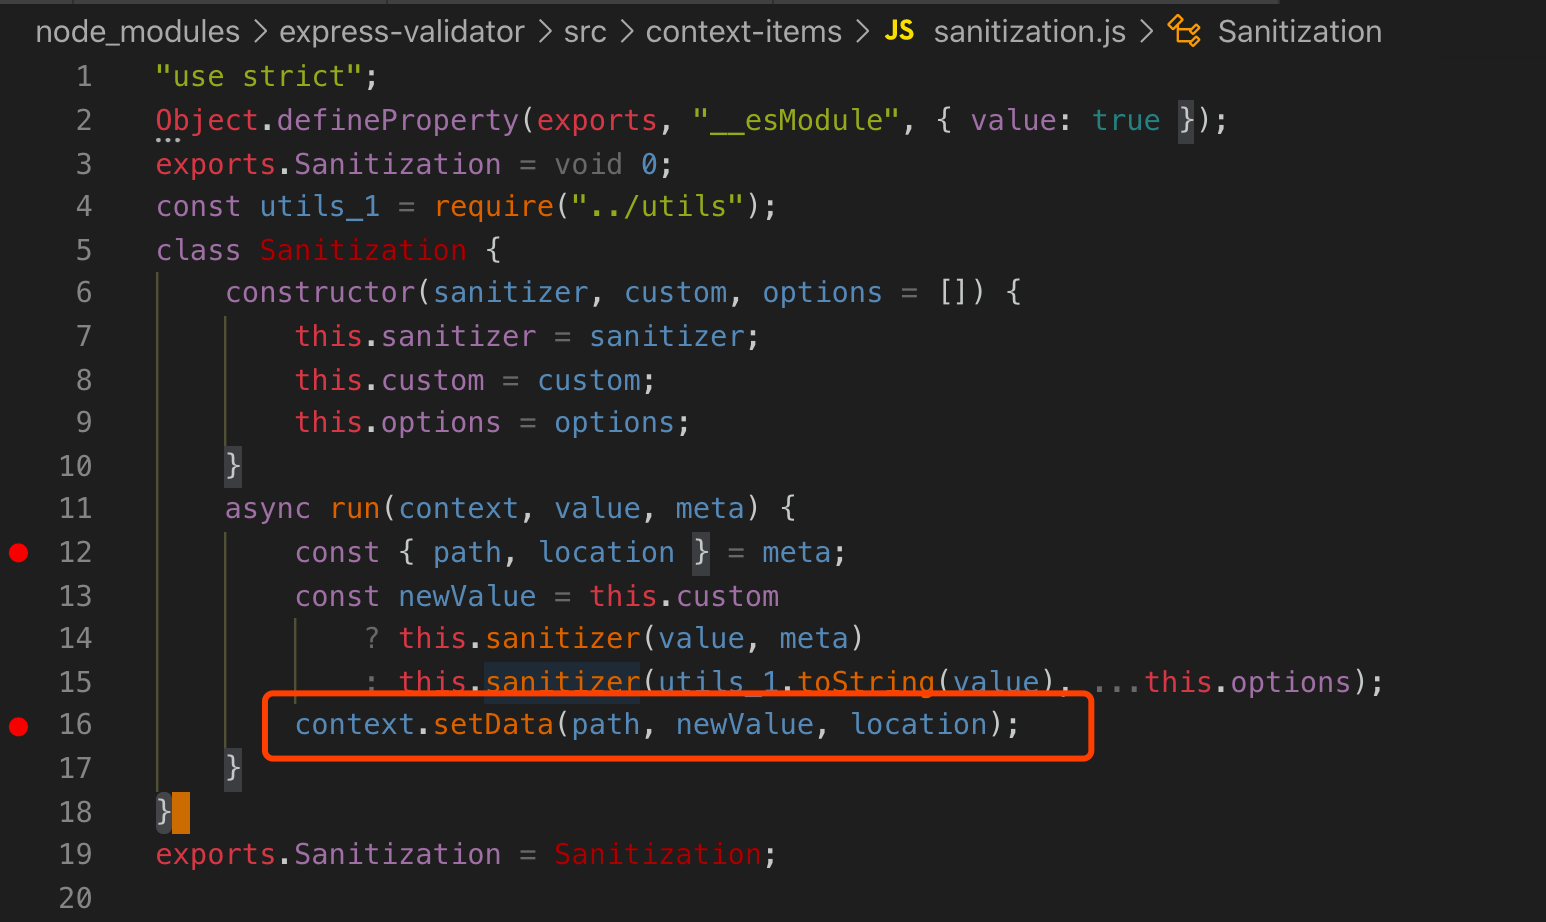 node_modules > express-validator > src > context-items > JS sanitization.js > Sanitization
1 "use strict";
2 Object.defineProperty(exports, "__esModule", { value: true });
3 exports.Sanitization = void 0;
4 const utils_1 = require("../utils");
5 class Sanitization {
6     constructor(sanitizer, custom, options = []) {
7         this.sanitizer = sanitizer;
8         this.custom = custom;
9         this.options = options;
10     }
11     async run(context, value, meta) {
12         const { path, location } = meta;
13         const newValue = this.custom
14             ? this.sanitizer(value, meta)
15             : this.sanitizer(utils_1.toString(value), ...this.options);
16         context.setData(path, newValue, location);
17     }
18 }
19 exports.Sanitization = Sanitization;
20